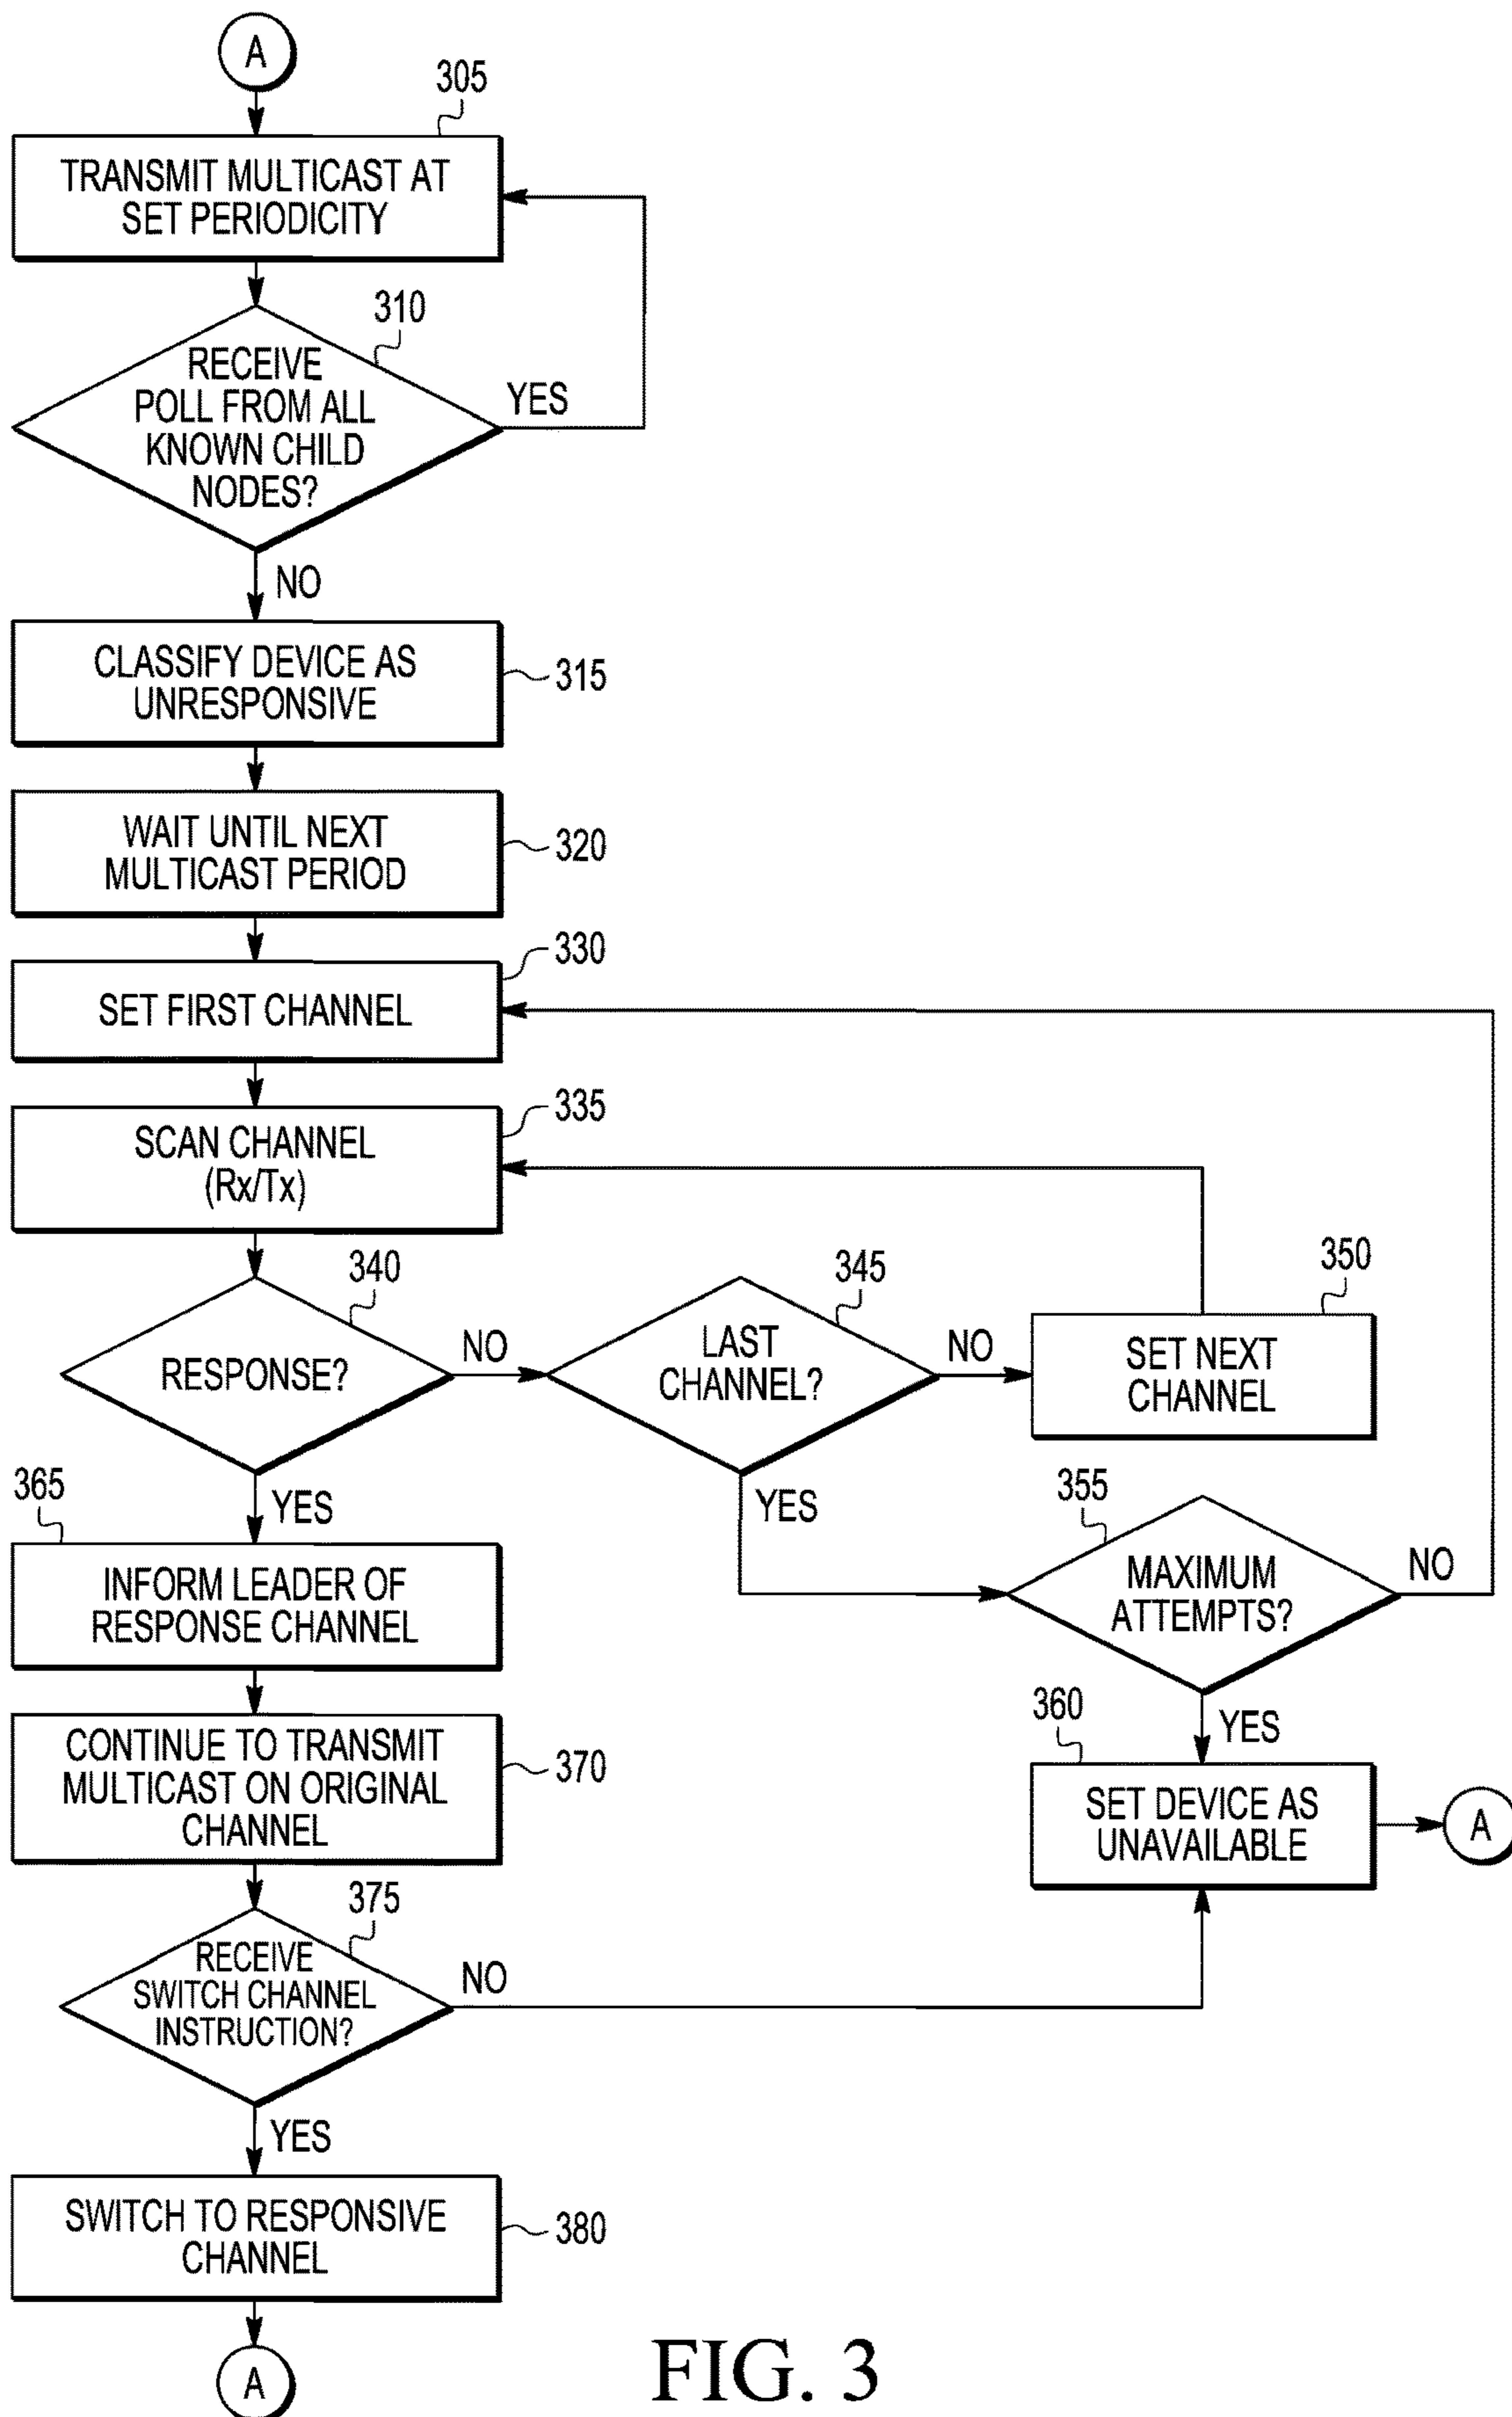 A
305
TRANSMIT MULTICAST AT
SET PERIODICITY
310
RECEIVE
POLL FROM ALL
KNOWN CHILD
NODES?
YES
NO
CLASSIFY DEVICE AS
UNRESPONSIVE
315
WAIT UNTIL NEXT
MULTICAST PERIOD
320
330
SET FIRST CHANNEL
335
SCAN CHANNEL
(Rx/Tx)
340
RESPONSE?
NO
345
LAST
CHANNEL?
NO
350
SET NEXT
CHANNEL
YES
YES
355
MAXIMUM
ATTEMPTS?
NO
365
INFORM LEADER OF
RESPONSE CHANNEL
YES
360
SET DEVICE AS
UNAVAILABLE
A
CONTINUE TO TRANSMIT
MULTICAST ON ORIGINAL
CHANNEL
370
375
RECEIVE
SWITCH CHANNEL
INSTRUCTION?
NO
YES
SWITCH TO RESPONSIVE
CHANNEL
380
A
FIG. 3